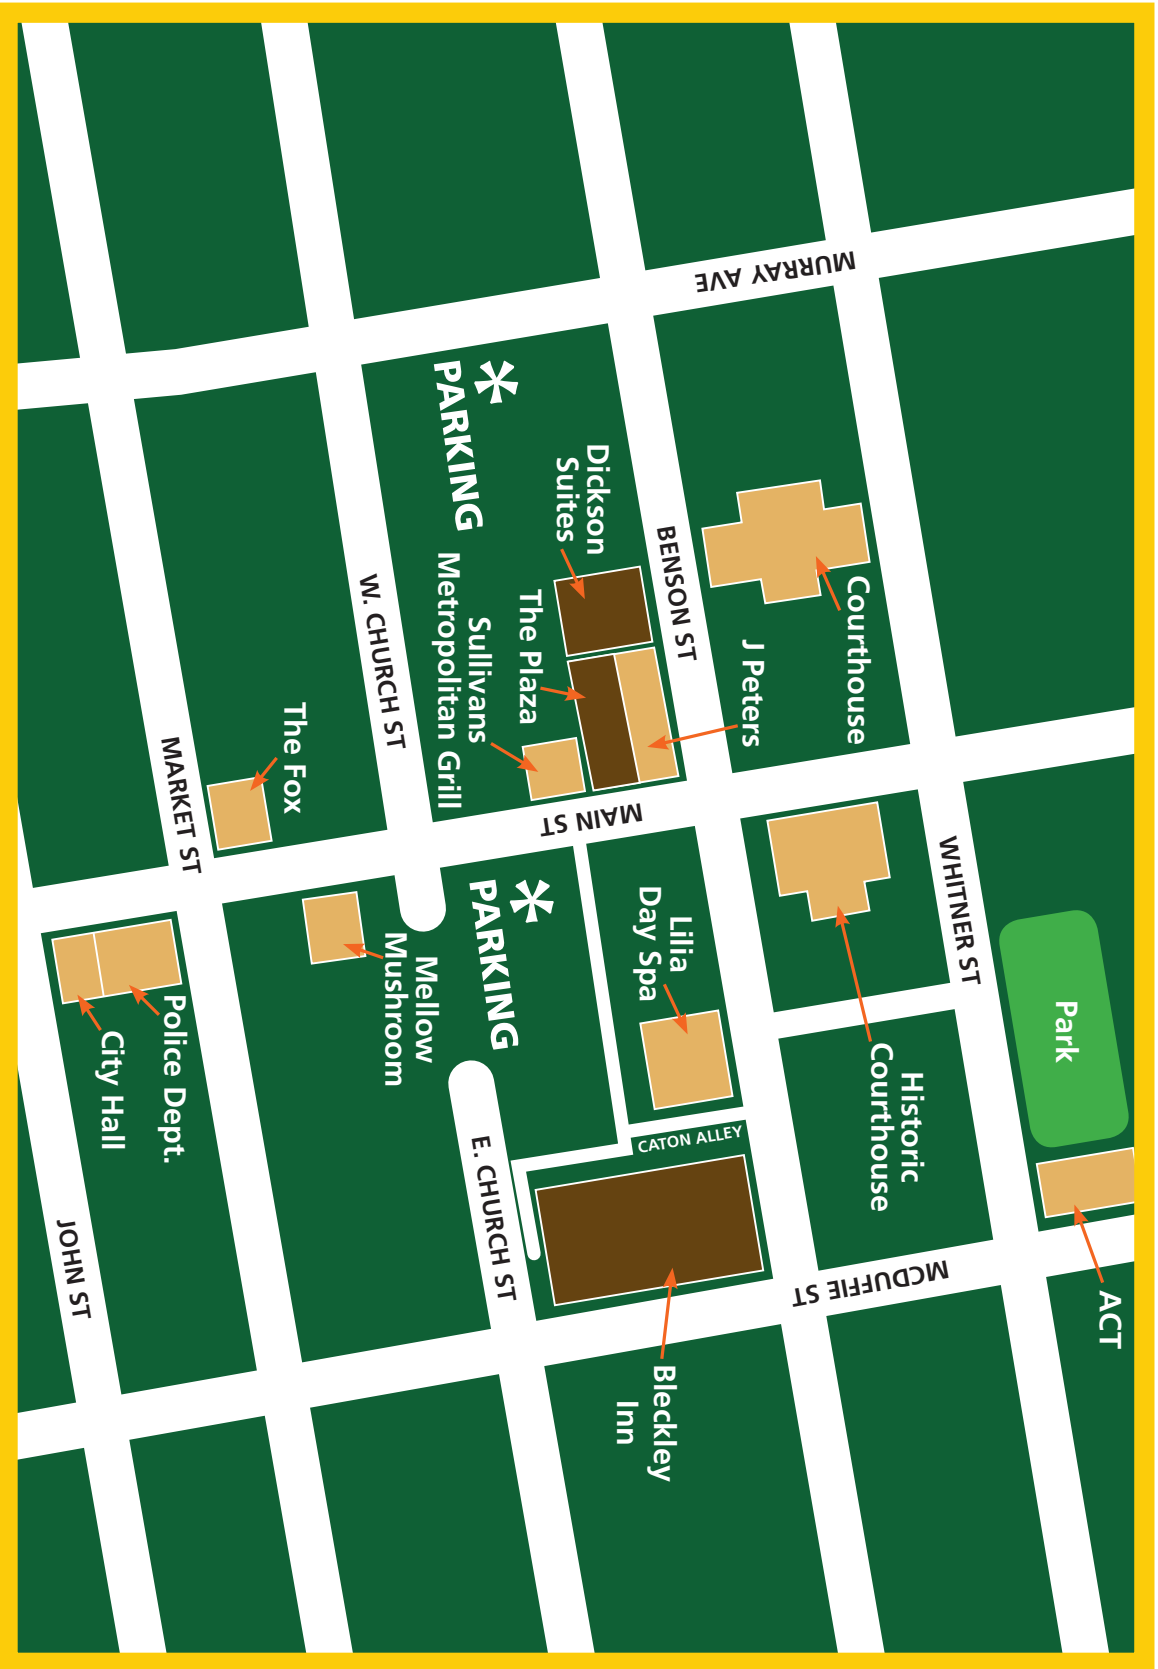 ACT
Park
WHITNER ST
Historic
Courthouse
Courthouse
MCDUFFIE ST
MURRAY AVE
J Peters
BENSON ST
CATON ALLEY
Lilia
Day Spa
Bleckley
Inn
MAIN ST
Dickson
Suites
The Plaza
Sullivans
Metropolitan Grill
*
PARKING
*
PARKING
E. CHURCH ST
W. CHURCH ST
Mellow
Mushroom
The Fox
MARKET ST
Police Dept.
City Hall
JOHN ST